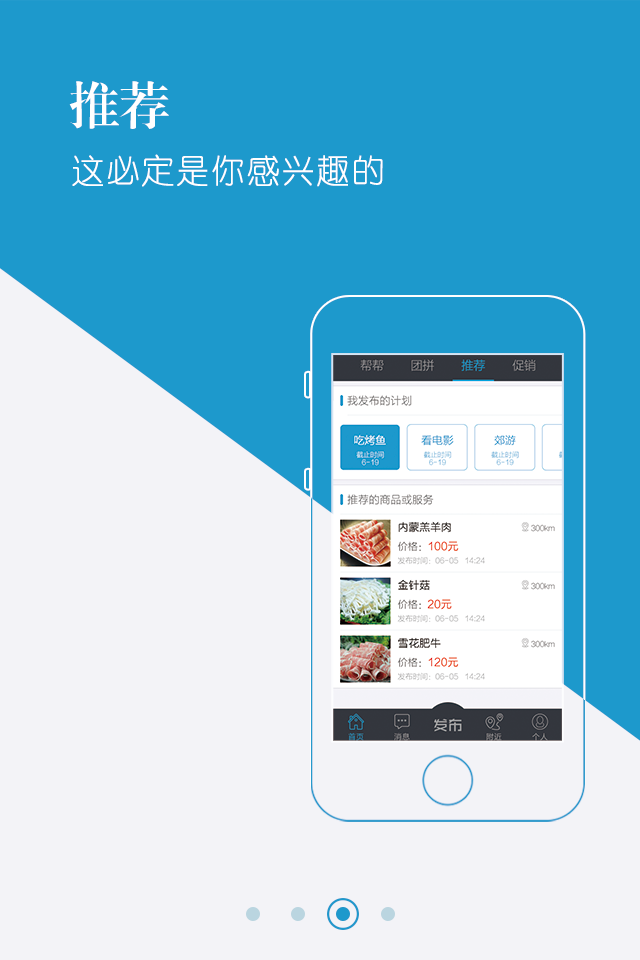 推荐
这必定是你感兴趣的
帮帮 团拼 推荐 促销
我发布的计划
吃烤鱼 看电影 郊游
截止时间 截止时间 截止时间
6-19 6-19 6-19
推荐的商品或服务
内蒙羔羊肉 300km
价格：100元
发布时间：06-05 14:24
金针菇 300km
价格：20元
发布时间：06-05 14:24
雪花肥牛 300km
价格：120元
发布时间：06-05 14:24
首页 消息 发布 附近 个人